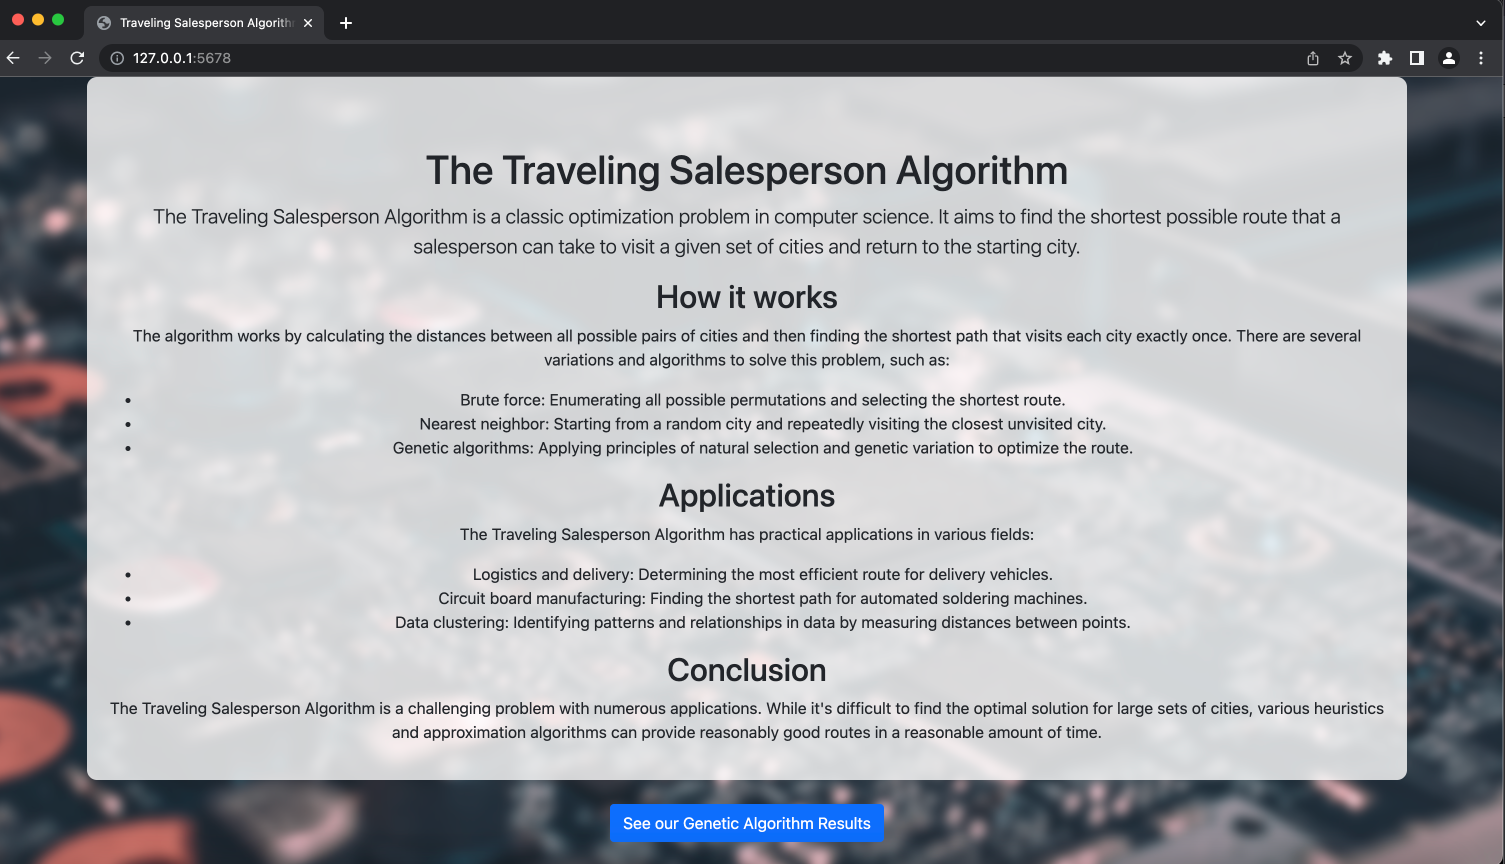 Traveling Salesperson Algorith
127.0.0.1:5678
The Traveling Salesperson Algorithm
The Traveling Salesperson Algorithm is a classic optimization problem in computer science. It aims to find the shortest possible route that a
salesperson can take to visit a given set of cities and return to the starting city.
How it works
The algorithm works by calculating the distances between all possible pairs of cities and then finding the shortest path that visits each city exactly once. There are several
variations and algorithms to solve this problem, such as:
• Brute force: Enumerating all possible permutations and selecting the shortest route.
• Nearest neighbor: Starting from a random city and repeatedly visiting the closest unvisited city.
• Genetic algorithms: Applying principles of natural selection and genetic variation to optimize the route.
Applications
The Traveling Salesperson Algorithm has practical applications in various fields:
• Logistics and delivery: Determining the most efficient route for delivery vehicles.
• Circuit board manufacturing: Finding the shortest path for automated soldering machines.
• Data clustering: Identifying patterns and relationships in data by measuring distances between points.
Conclusion
The Traveling Salesperson Algorithm is a challenging problem with numerous applications. While it's difficult to find the optimal solution for large sets of cities, various heuristics
and approximation algorithms can provide reasonably good routes in a reasonable amount of time.
See our Genetic Algorithm Results